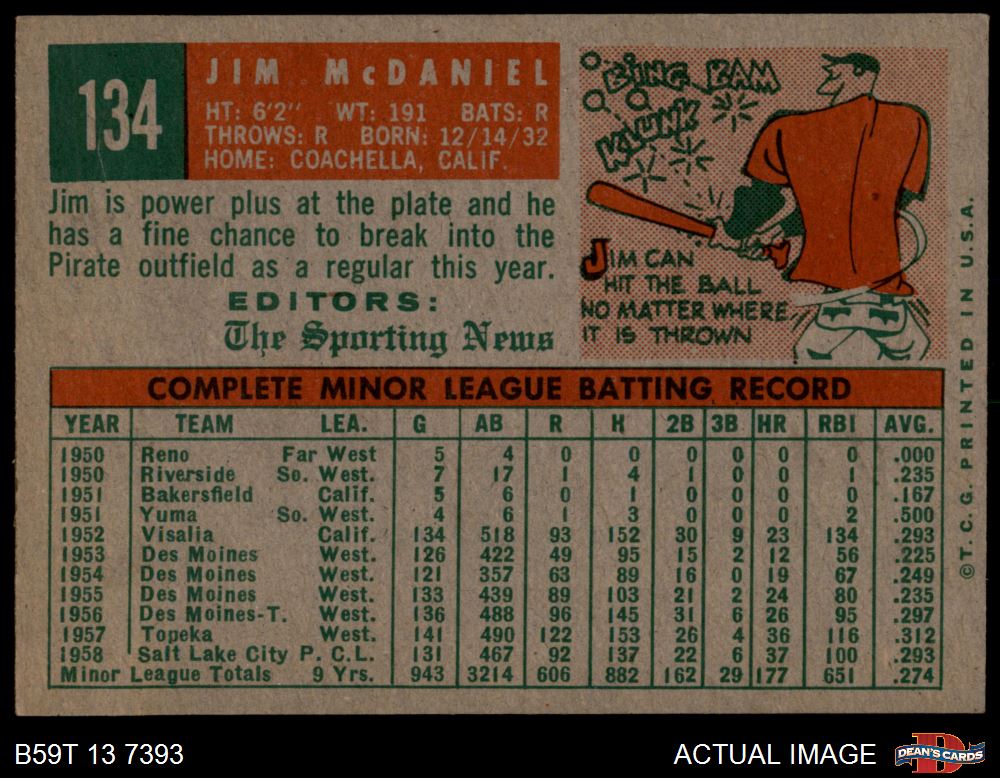 134
JIM McDANIEL
HT: 6'2" WT: 191 BATS: R
THROWS: R BORN: 12/14/32
HOME: COACHELLA, CALIF.
Jim is power plus at the plate and he
has a fine chance to break into the
Pirate outfield as a regular this year.
EDITORS:
The Sporting News
BING BAM
KLUNK
JIM CAN
HIT THE BALL
NO MATTER WHERE
IT IS THROWN
COMPLETE MINOR LEAGUE BATTING RECORD
YEAR TEAM LEA. G AB R H 2B 3B HR RBI AVG.
1950 Reno Far West 5 4 0 0 0 0 0 0 .000
1950 Riverside So. West. 7 17 1 4 1 0 0 1 .235
1951 Bakersfield Calif. 5 6 0 1 0 0 0 0 .167
1951 Yuma So. West. 4 6 1 3 0 0 0 2 .500
1952 Visalia Calif. 134 518 93 152 30 9 23 134 .293
1953 Des Moines West. 126 422 49 95 15 2 12 56 .225
1954 Des Moines West. 121 357 63 89 16 0 19 67 .249
1955 Des Moines West. 133 439 89 103 21 2 24 80 .235
1956 Des Moines-T. West. 136 488 96 145 31 6 26 95 .297
1957 Topeka West. 141 490 122 153 26 4 36 116 .312
1958 Salt Lake City P. C.L. 131 467 92 137 22 6 37 100 .293
Minor League Totals 9 Yrs. 943 3214 606 882 162 29 177 651 .274
©T. C. G. PRINTED IN U.S.A.
B59T 13 7393
ACTUAL IMAGE
DEAN'S CARDS